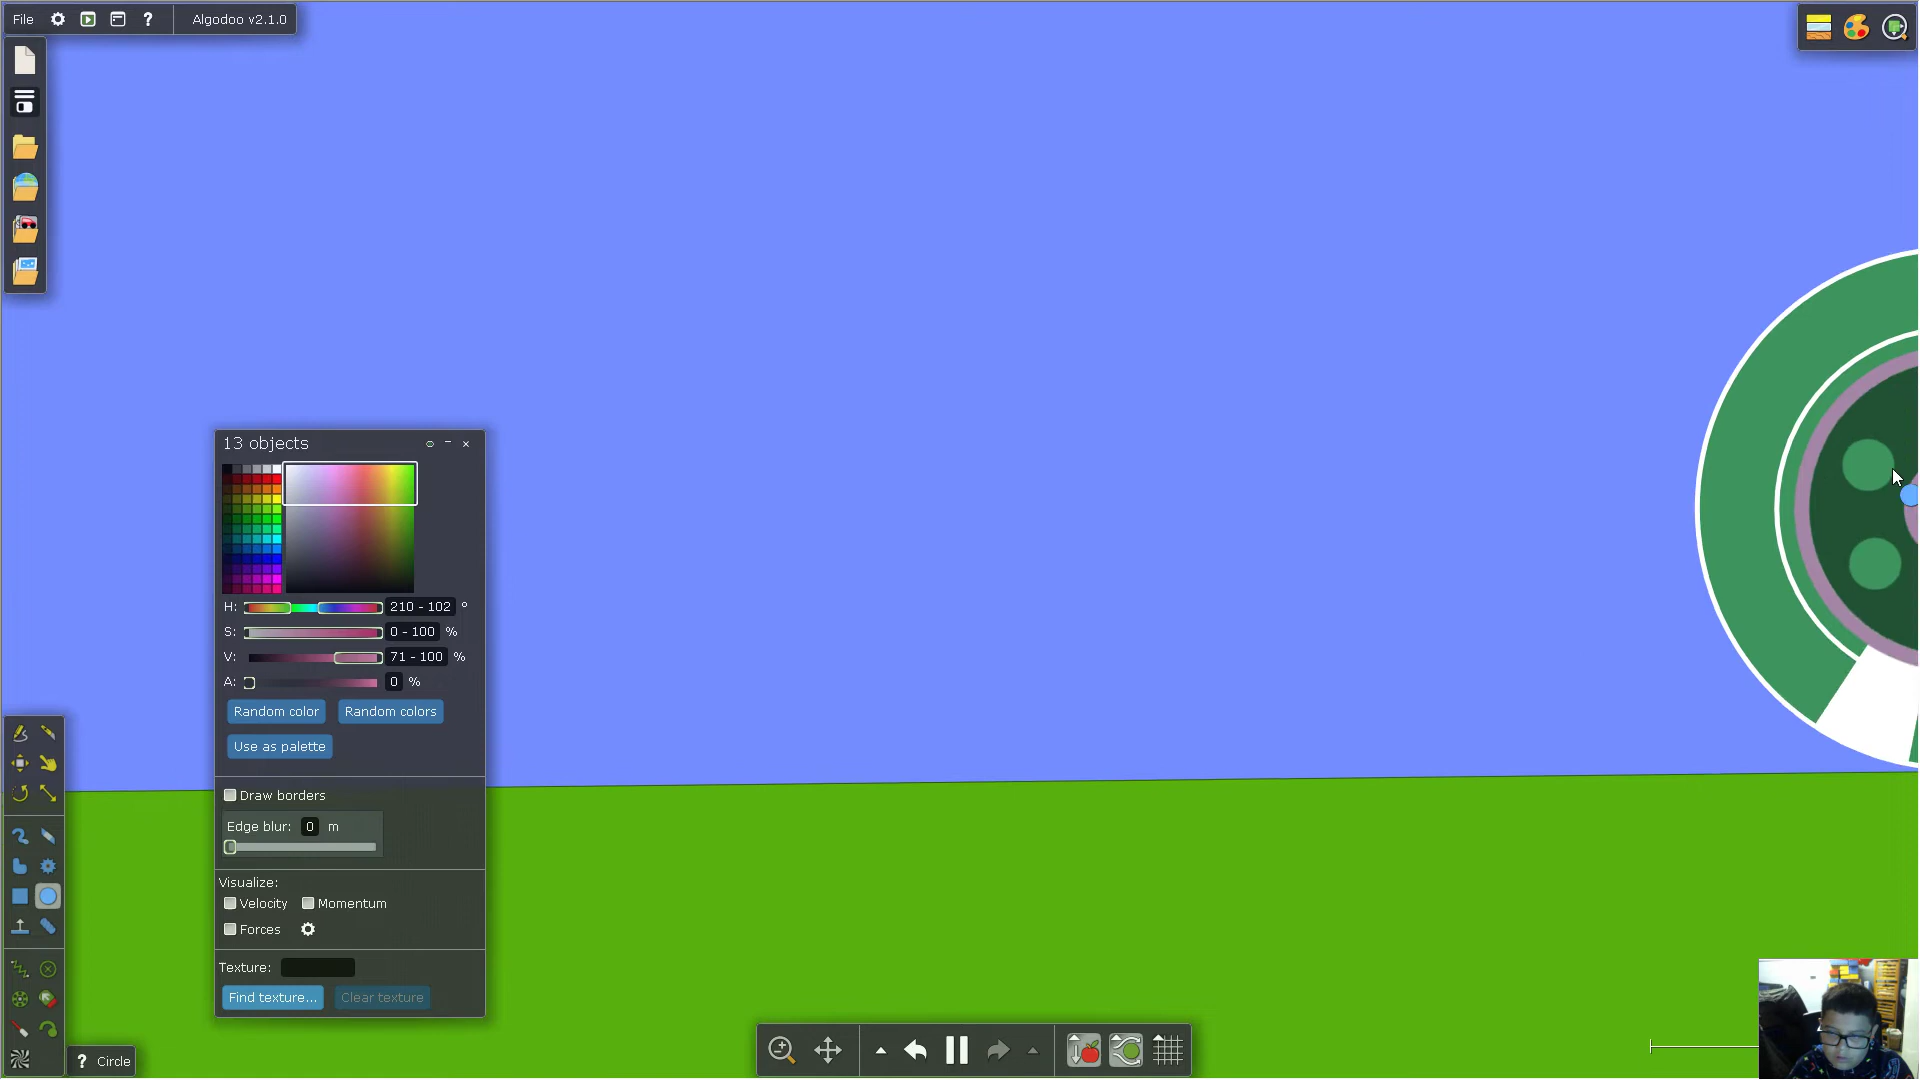 File ? Algodoo v2.1.0
13 objects
H: 210 - 102 °
S: 0 - 100 %
V: 71 - 100 %
A: 0 %
Random color Random colors
Use as palette
Draw borders
Edge blur: 0 m
Visualize:
Velocity Momentum
Forces
Texture:
Find texture... Clear texture
? Circle